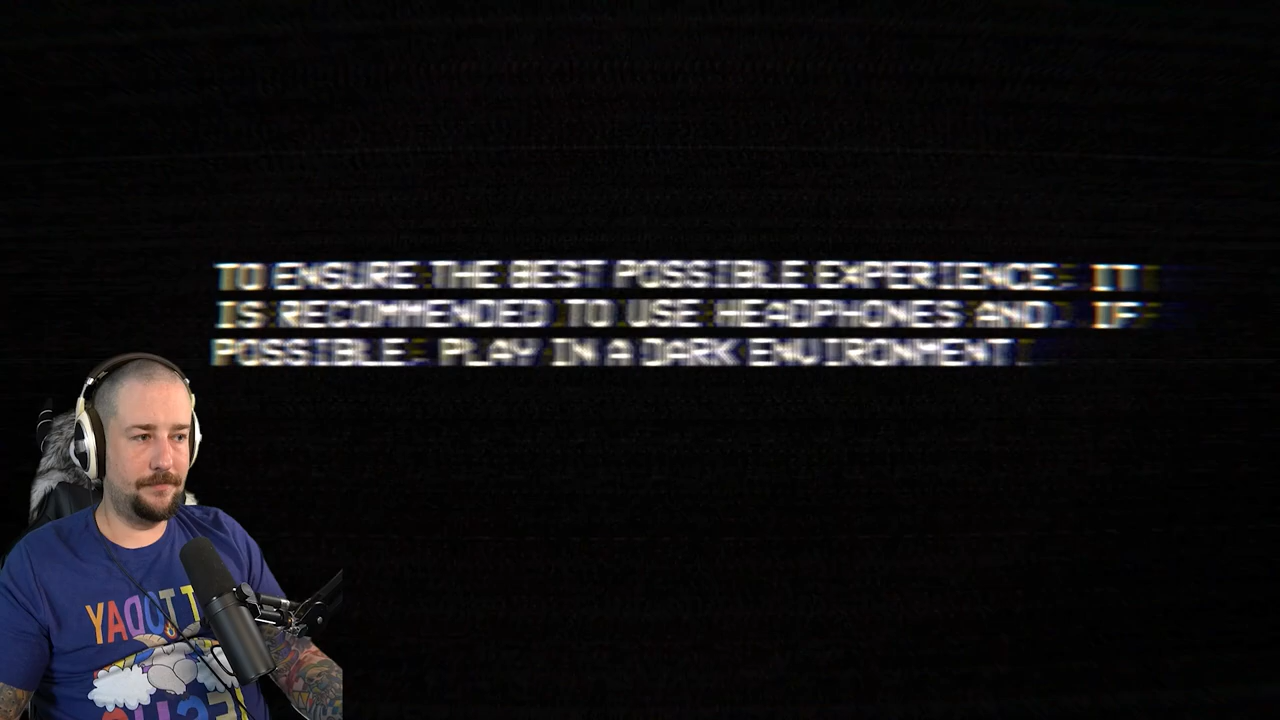 TO ENSURE THE BEST POSSIBLE EXPERIENCE, IT
IS RECOMMENDED TO USE HEADPHONES AND, IF
POSSIBLE, PLAY IN A DARK ENVIRONMENT.
TODAY